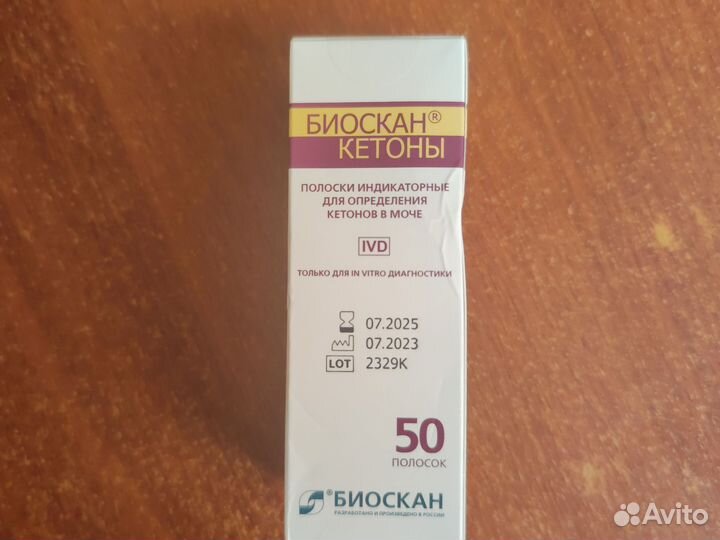 БИОСКАН®
КЕТОНЫ
ПОЛОСКИ ИНДИКАТОРНЫЕ
ДЛЯ ОПРЕДЕЛЕНИЯ
КЕТОНОВ В МОЧЕ
IVD
ТОЛЬКО ДЛЯ IN VITRO ДИАГНОСТИКИ
07.2025
07.2023
LOT 2329K
50
ПОЛОСОК
®БИОСКАН
РАЗРАБОТАНО И ПРОИЗВЕДЕНО В РОССИИ
Avito